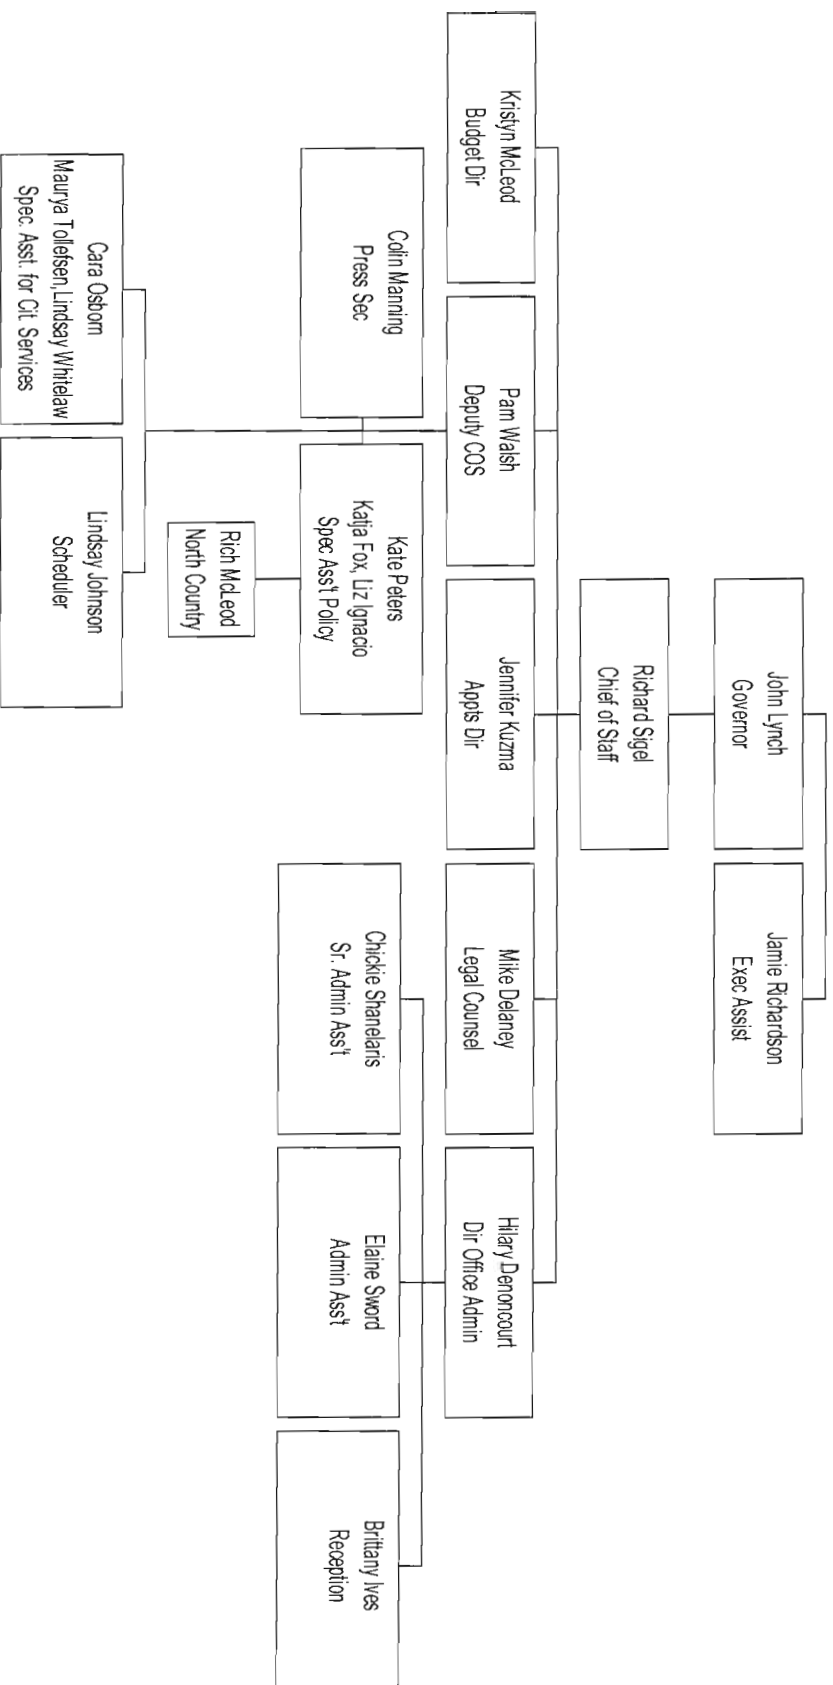 John Lynch
Governor
Jamie Richardson
Exec Assist
Richard Sigel
Chief of Staff
Kristyn McLeod
Budget Dir
Pam Walsh
Deputy COS
Jennifer Kuzma
Appts Dir
Mike Delaney
Legal Counsel
Hilary Denoncourt
Dir Office Admin
Colin Manning
Press Sec
Kate Peters
Katja Fox, Liz Ignacio
Spec Ass't Policy
Chickie Shanelaris
Sr. Admin Ass't
Elaine Sword
Admin Ass't
Brittany Ives
Reception
Rich McLeod
North Country
Cara Osborn
Maurya Tollefsen,Lindsay Whitelaw
Spec. Asst. for Cit. Services
Lindsay Johnson
Scheduler